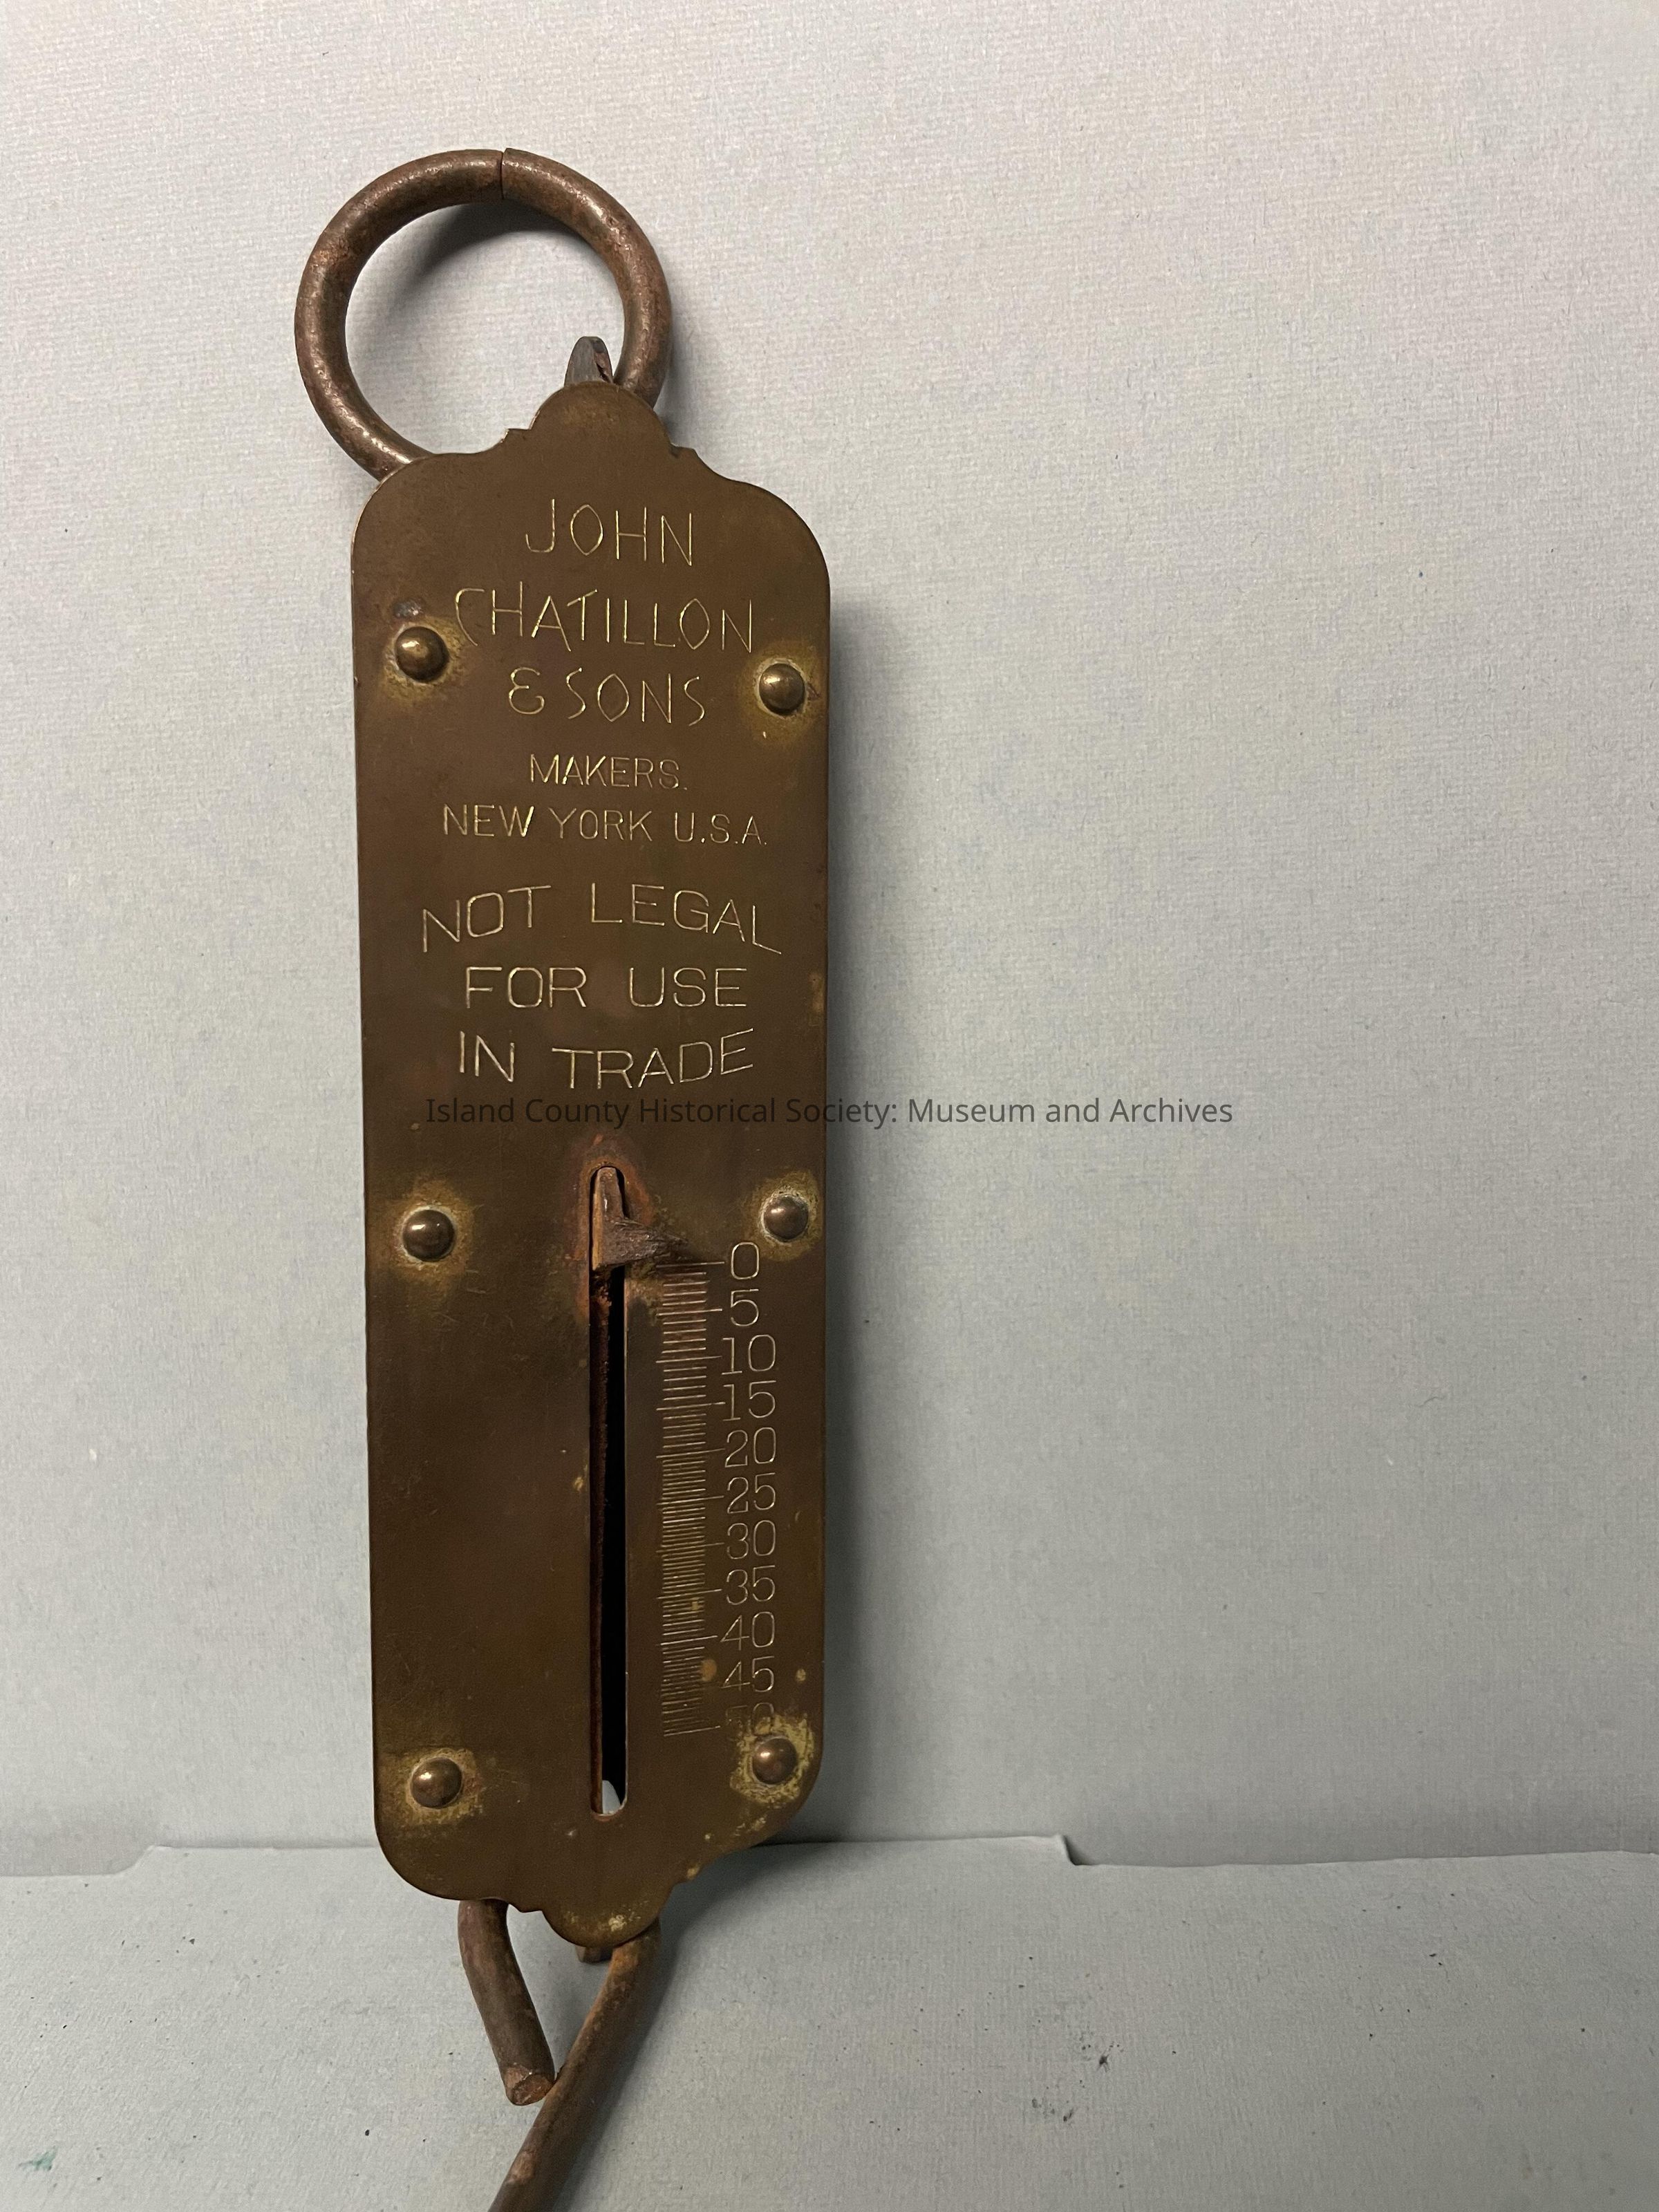 JOHN
CHATILLON
& SONS
MAKERS.
NEW YORK U.S.A.
NOT LEGAL
FOR USE
IN TRADE
Island County Historical Society: Museum and Archives
0
5
10
15
20
25
30
35
40
45